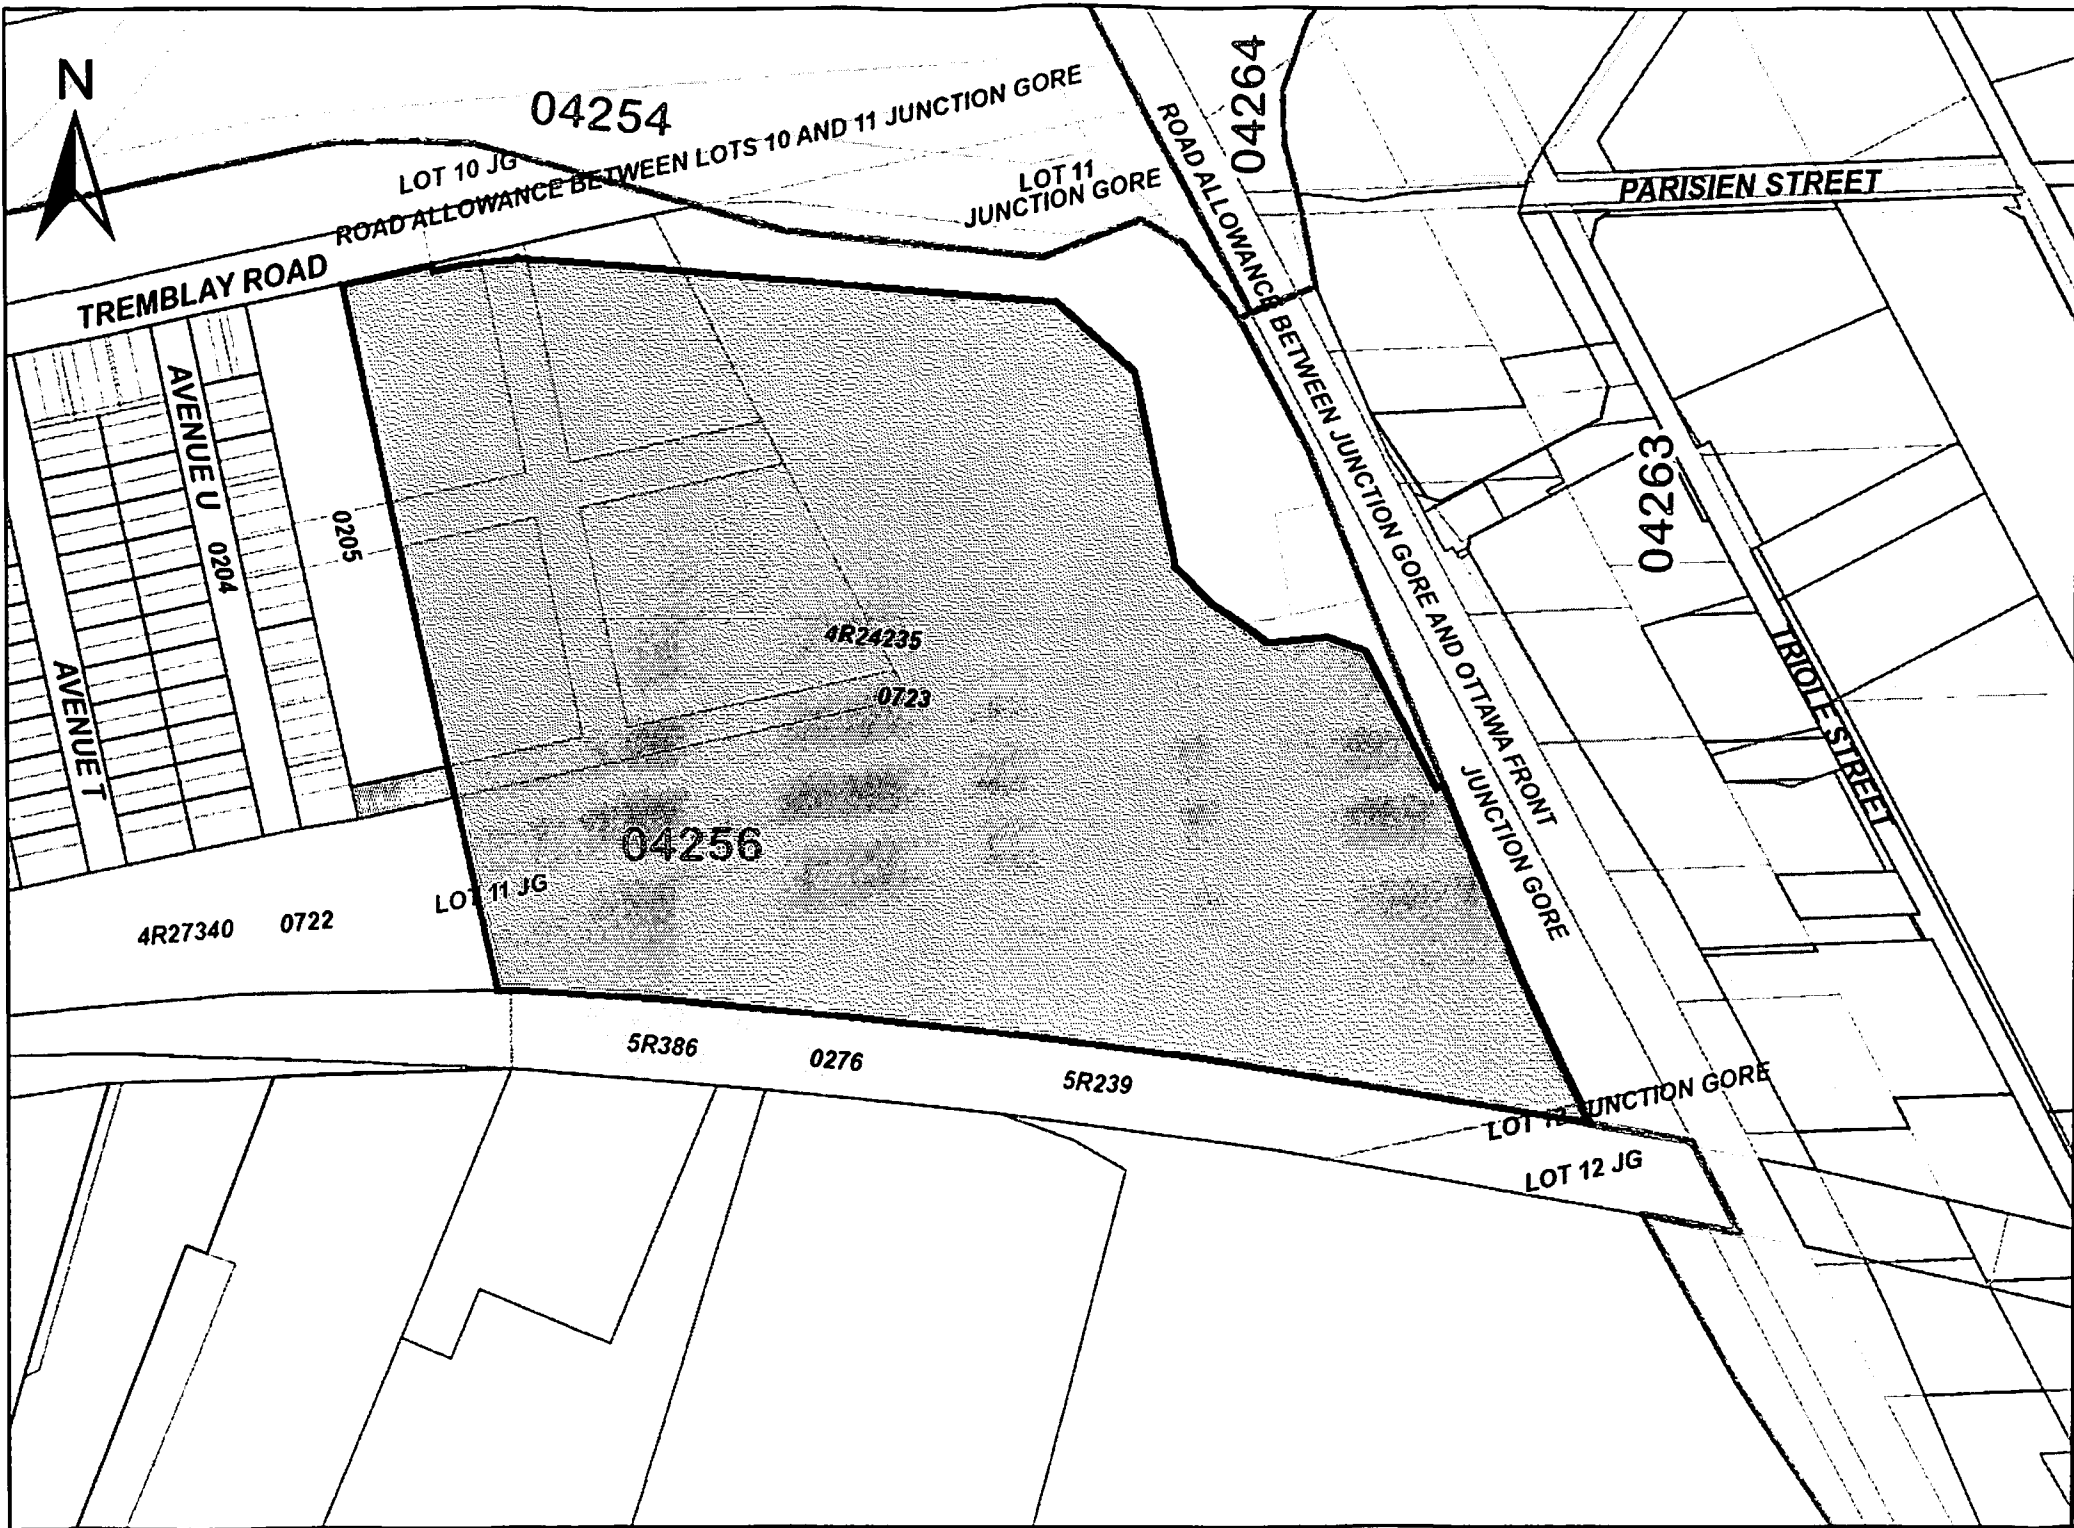 N
04254
04264
ROAD ALLOWANCE BETWEEN LOTS 10 AND 11 JUNCTION GORE
LOT 10 JG
LOT 11
JUNCTION GORE
PARISIEN STREET
TREMBLAY ROAD
ROAD ALLOWANCE BETWEEN JUNCTION GORE AND OTTAWA FRONT
JUNCTION GORE
AVENUE U
0204
0205
04263
AVENUE T
4R24235
0723
TRIOLE STREET
04256
LOT 11 JG
4R27340
0722
5R386
0276
5R239
LOT 12 JUNCTION GORE
LOT 12 JG